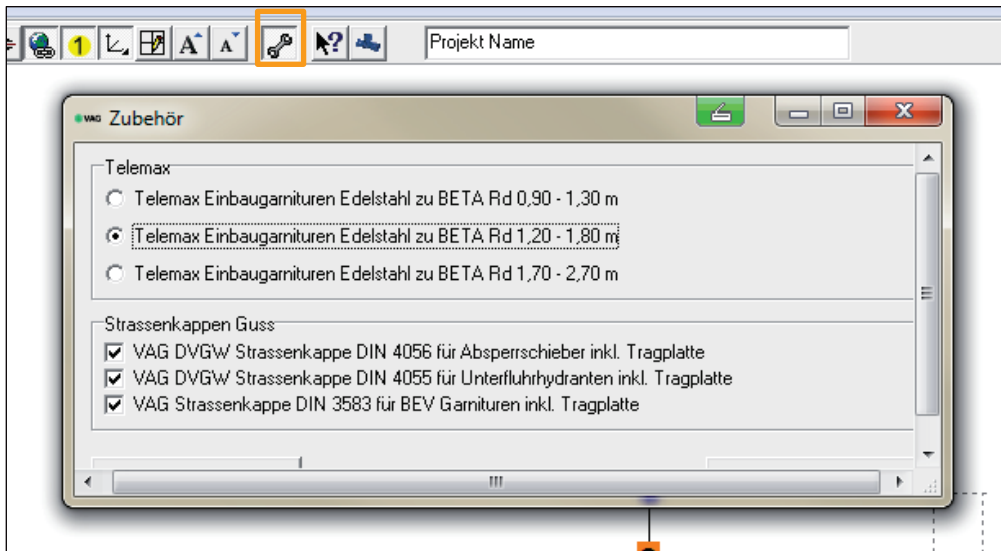 1 A A ? Projekt Name
VAG Zubehör
Telemax
Telemax Einbaugarnituren Edelstahl zu BETA Rd 0,90 - 1,30 m
Telemax Einbaugarnituren Edelstahl zu BETA Rd 1,20 - 1,80 m
Telemax Einbaugarnituren Edelstahl zu BETA Rd 1,70 - 2,70 m
Strassenkappen Guss
VAG DVGW Strassenkappe DIN 4056 für Absperrschieber inkl. Tragplatte
VAG DVGW Strassenkappe DIN 4055 für Unterfluhrhydranten inkl. Tragplatte
VAG Strassenkappe DIN 3583 für BEV Garnituren inkl. Tragplatte